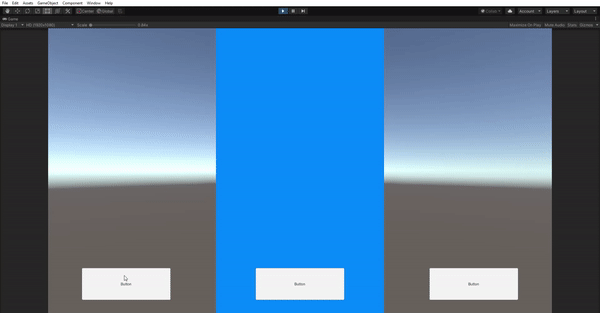 File Edit Assets GameObject Component Window Help
Center Global
Collab Account Layers Layout
Game
Display 1 HD (1920x1080) Scale 0.44x Maximize On Play Mute Audio Stats Gizmos
Button Button Button